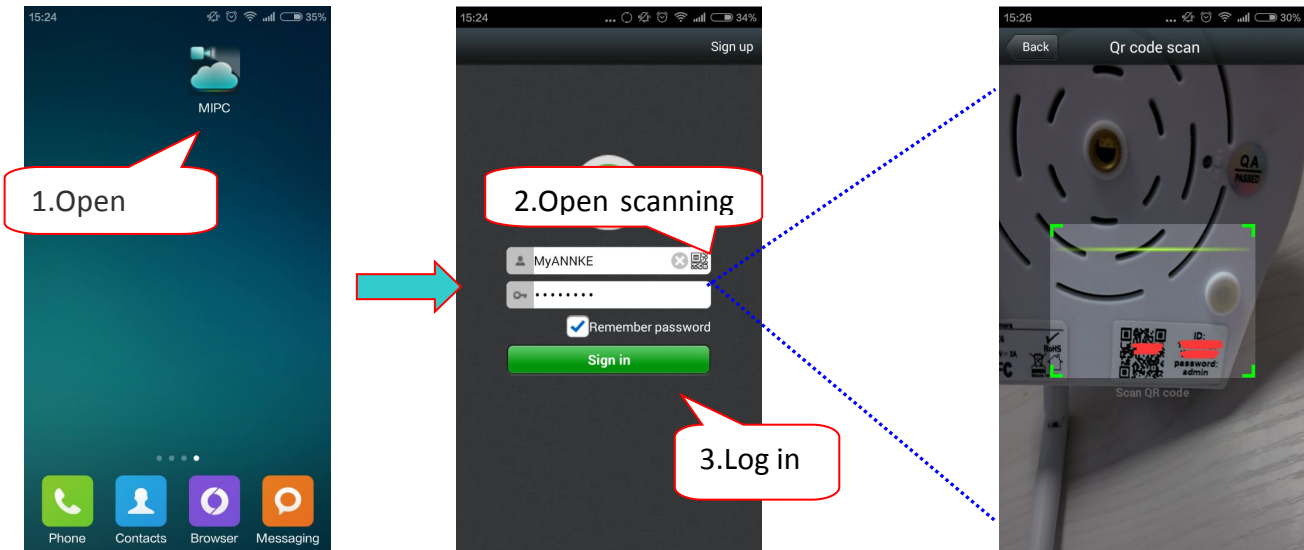 15:24
35%
MIPC
1.Open
Phone
Contacts
Browser
Messaging
15:24
... 34%
Sign up
2.Open scanning
MyANNKE
........
Remember password
Sign in
3.Log in
15:26
... 30%
Back
Qr code scan
QA
PASSED
RoHS
FC
ID:
password:
admin
Scan QR code